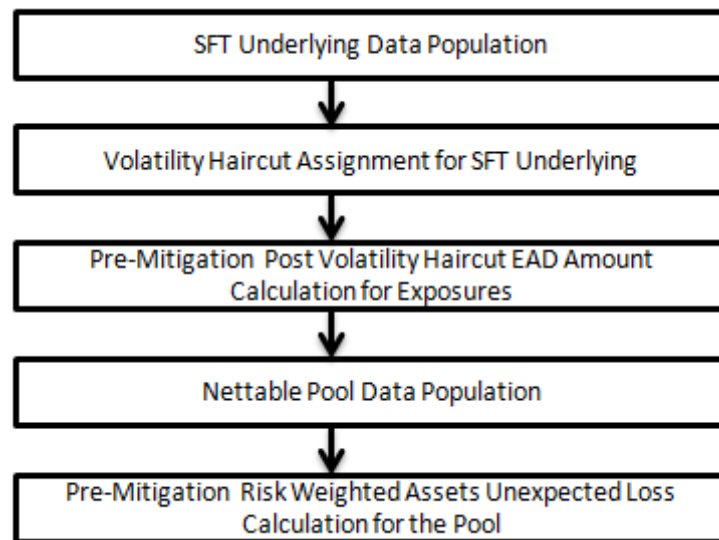 SFT Underlying Data Population
Volatility Haircut Assignment for SFT Underlying
Pre-Mitigation Post Volatility Haircut EAD Amount
Calculation for Exposures
Nettable Pool Data Population
Pre-Mitigation Risk Weighted Assets Unexpected Loss
Calculation for the Pool